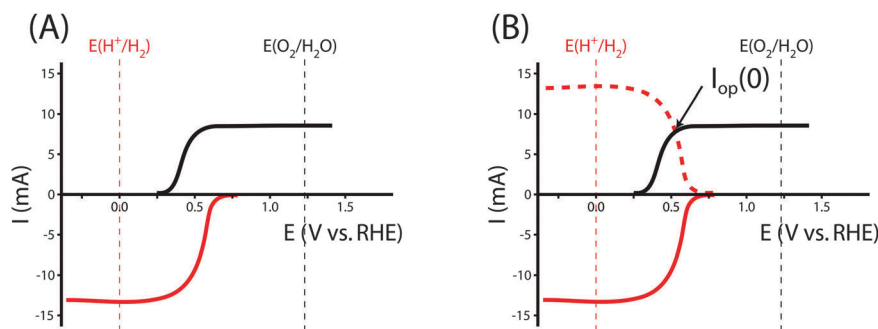 (A)
E(H⁺/H₂)
E(O₂/H₂O)
I (mA)
15
10
5
0
-5
-10
-15
0.0
0.5
1.0
1.5
E (V vs. RHE)
(B)
E(H⁺/H₂)
E(O₂/H₂O)
Iop(0)
I (mA)
15
10
5
0
-5
-10
-15
0.0
0.5
1.0
1.5
E (V vs. RHE)